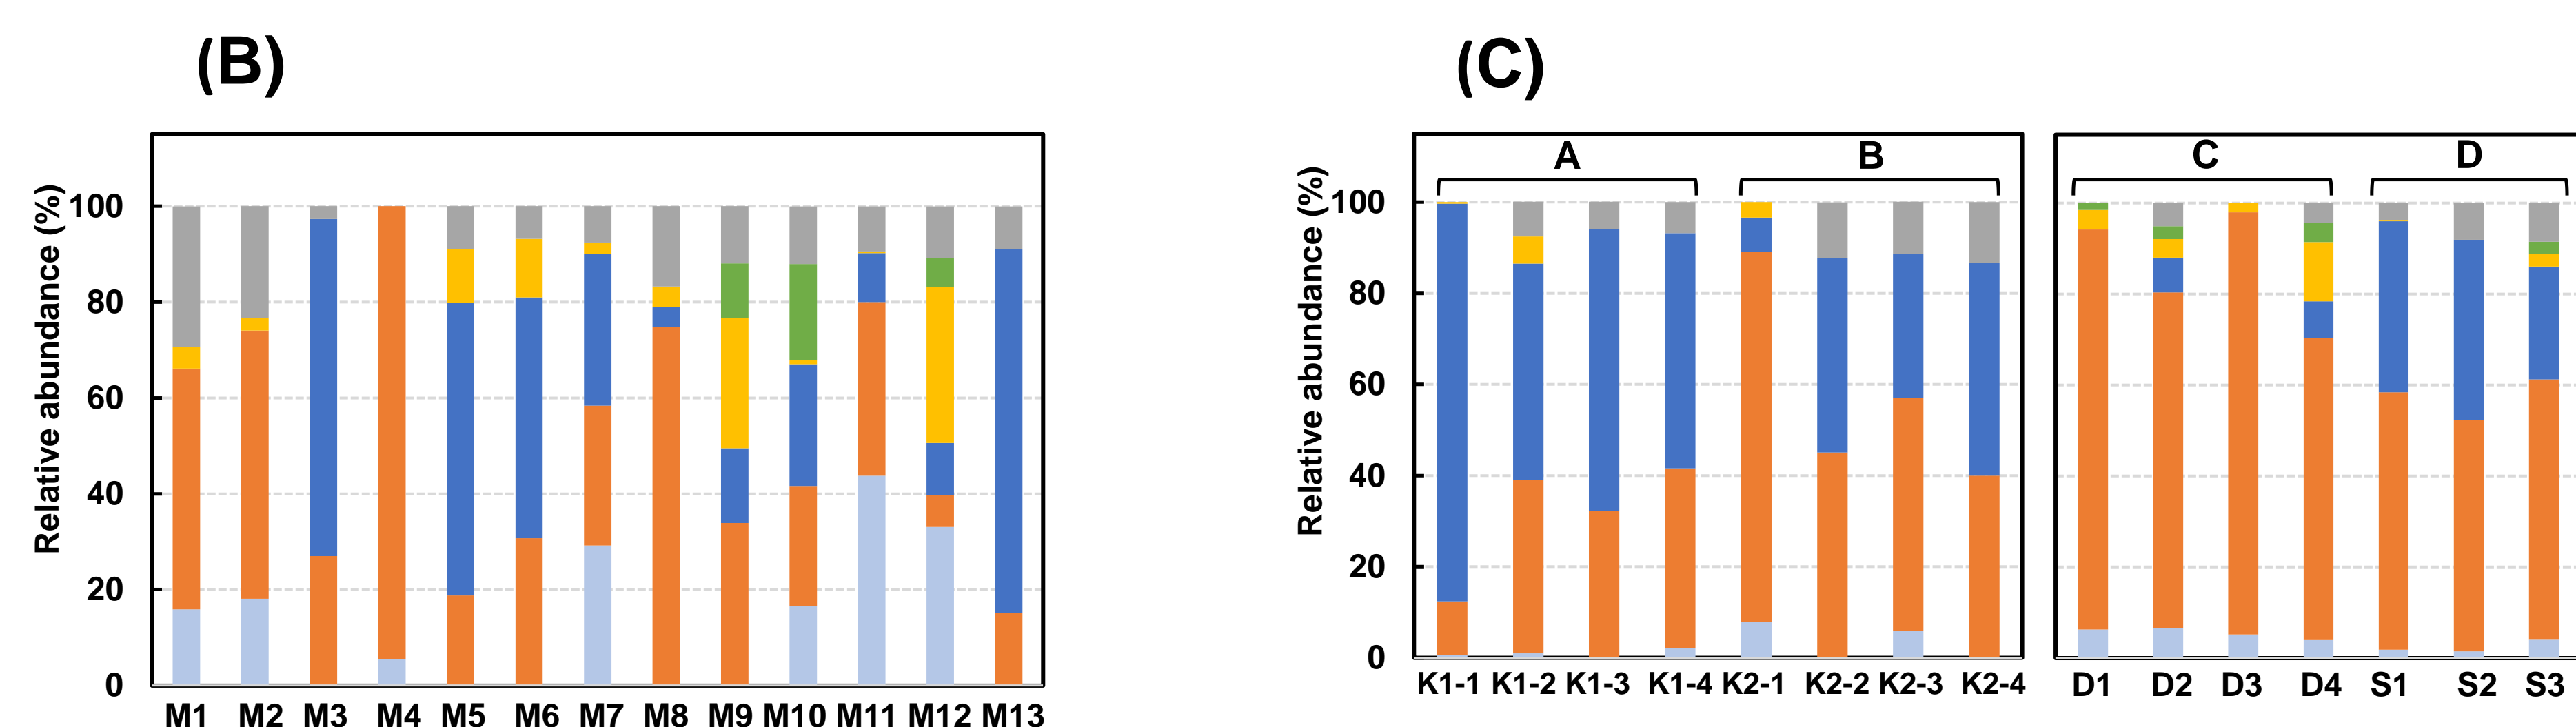 (B)
(C)
Relative abundance (%)
100
80
60
40
20
0
M1 M2 M3 M4 M5 M6 M7 M8 M9 M10 M11 M12 M13
Relative abundance (%)
100
80
60
40
20
0
A B C D
K1-1 K1-2 K1-3 K1-4 K2-1 K2-2 K2-3 K2-4 D1 D2 D3 D4 S1 S2 S3